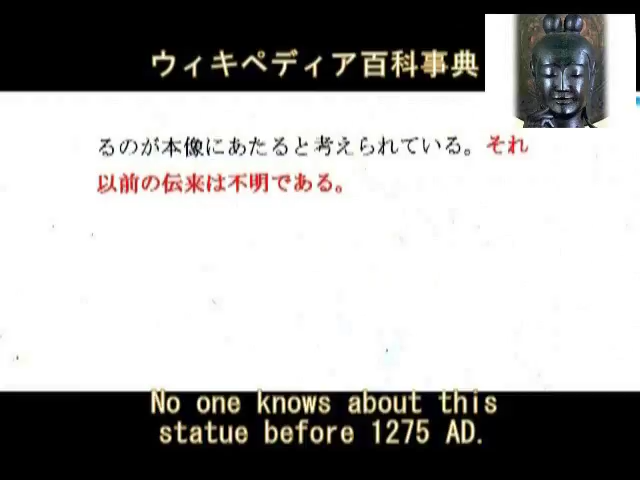 ウィキペディア百科事典
るのが本像にあたると考えられている。それ
以前の伝来は不明である。
No one knows about this
statue before 1275 AD.